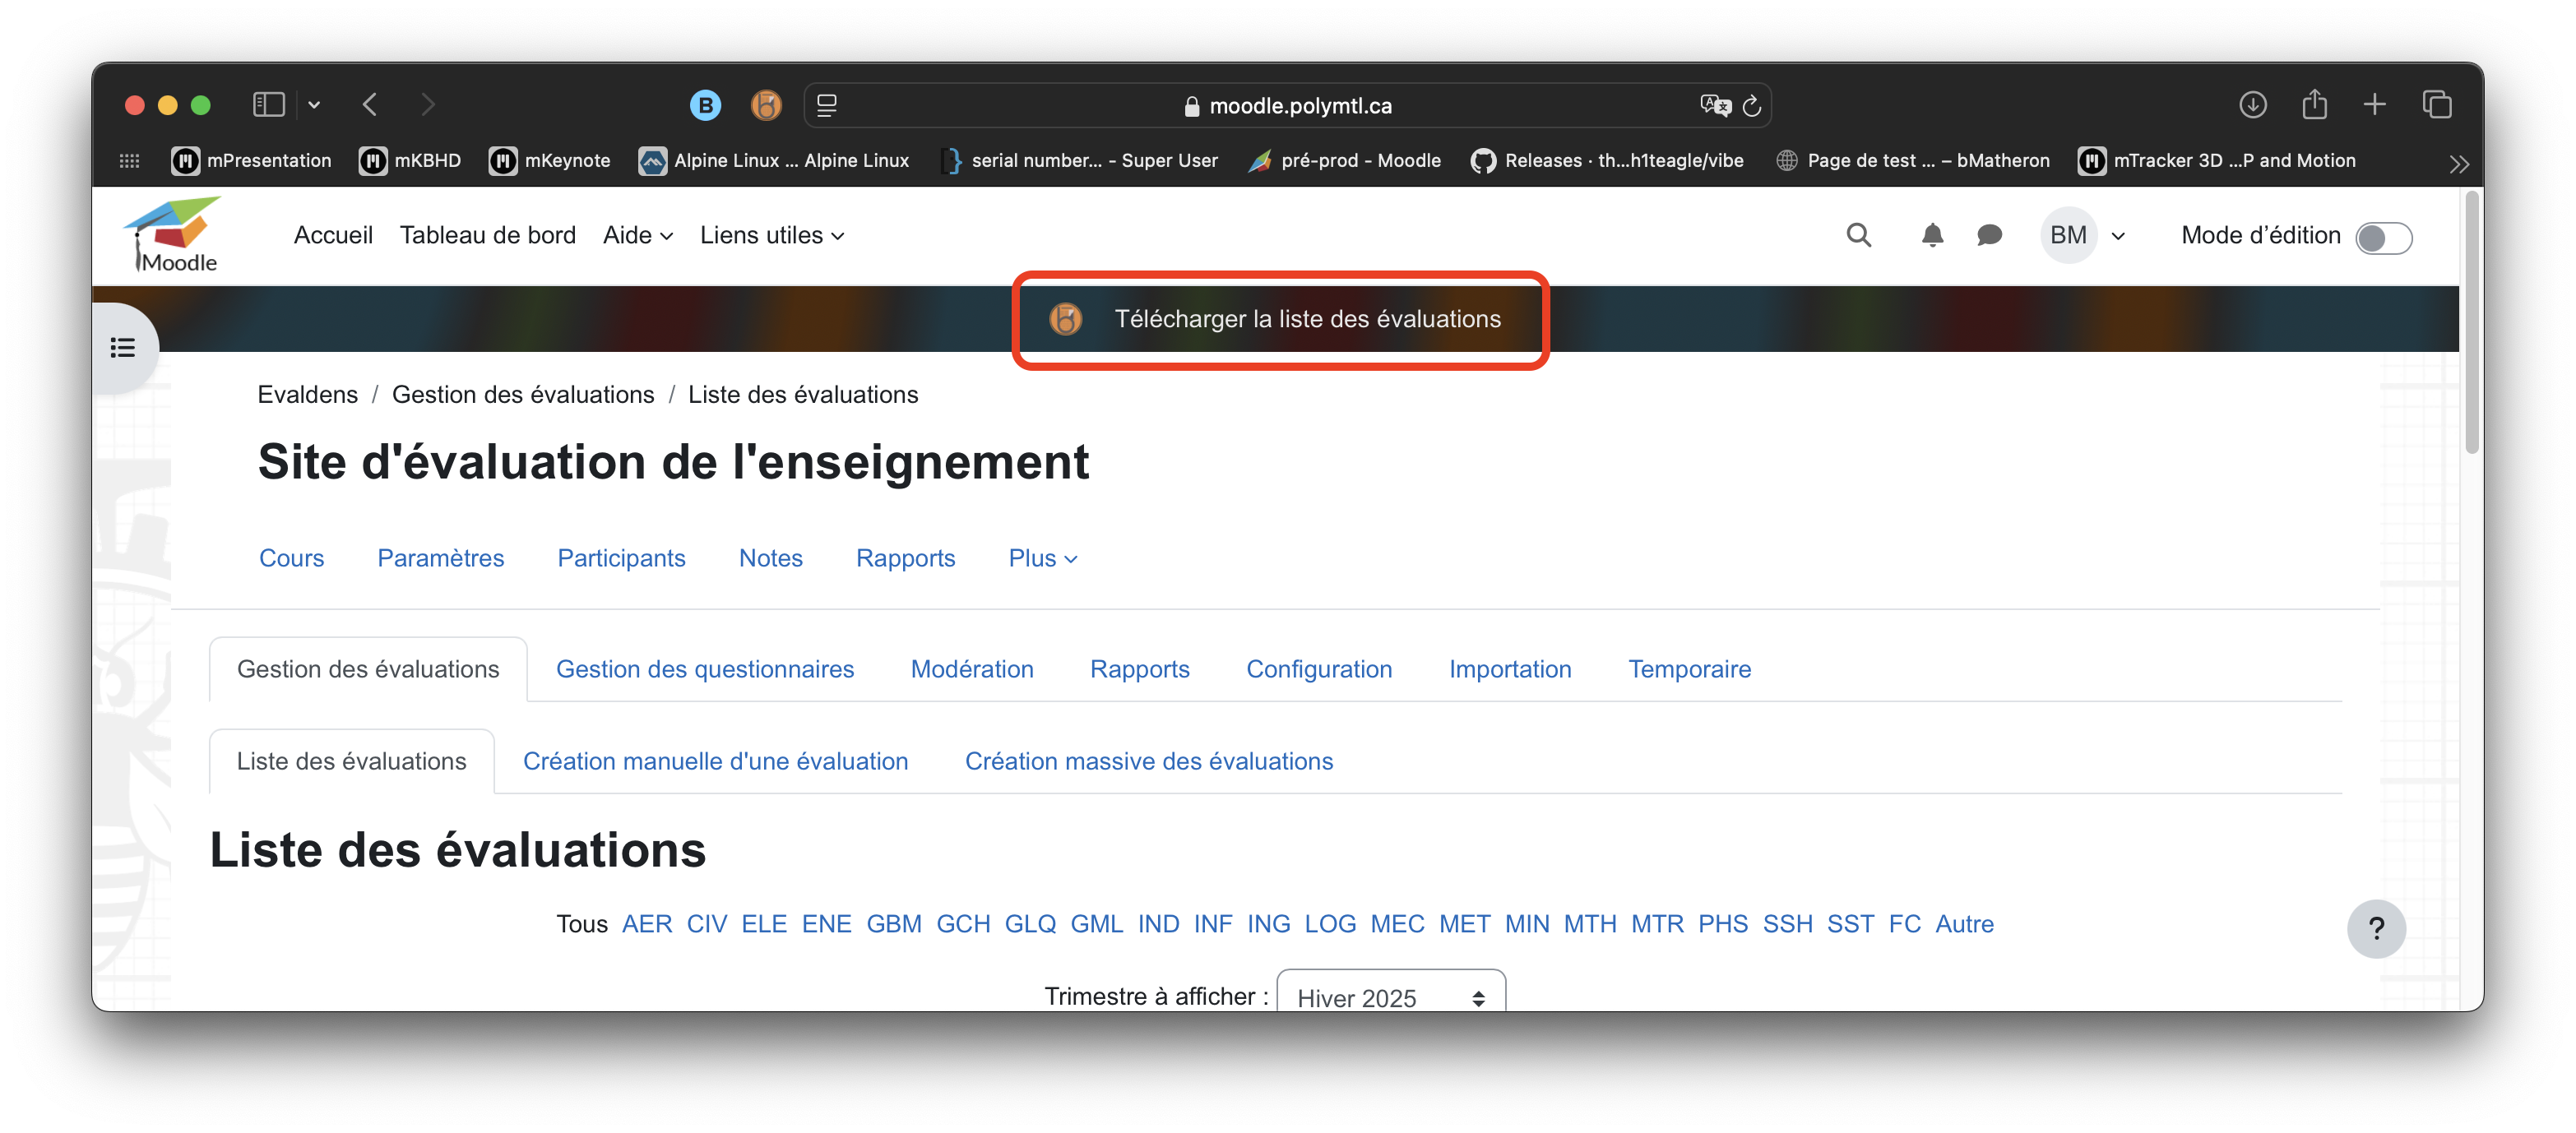 B moodle.polymtl.ca
mPresentation mKBHD mKeynote Alpine Linux ... Alpine Linux serial number... - Super User pré-prod - Moodle Releases · th...h1teagle/vibe Page de test ... – bMatheron mTracker 3D ...P and Motion
Moodle Accueil Tableau de bord Aide Liens utiles BM Mode d’édition
Télécharger la liste des évaluations
Evaldens / Gestion des évaluations / Liste des évaluations
Site d'évaluation de l'enseignement
Cours Paramètres Participants Notes Rapports Plus
Gestion des évaluations Gestion des questionnaires Modération Rapports Configuration Importation Temporaire
Liste des évaluations Création manuelle d'une évaluation Création massive des évaluations
Liste des évaluations
Tous AER CIV ELE ENE GBM GCH GLQ GML IND INF ING LOG MEC MET MIN MTH MTR PHS SSH SST FC Autre
?
Trimestre à afficher : Hiver 2025